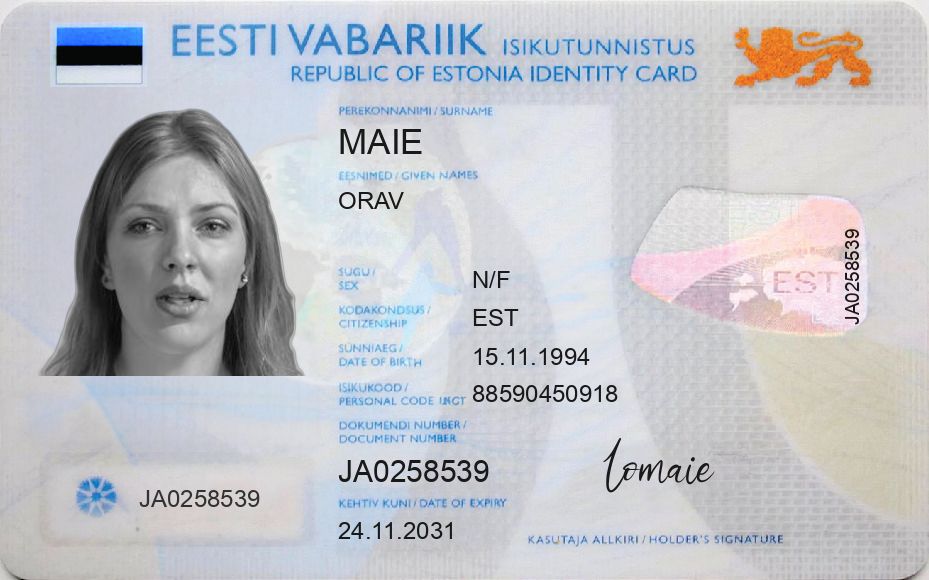 EESTI VABARIIK ISIKUTUNNISTUS
REPUBLIC OF ESTONIA IDENTITY CARD
PEREKONNANIMI / SURNAME
MAIE
EESNIMED / GIVEN NAMES
ORAV
SUGU /
SEX
N/F
KODAKONDSUS /
CITIZENSHIP
EST
SÜNNIAEG /
DATE OF BIRTH
15.11.1994
ISIKUKOOD /
PERSONAL CODE
88590450918
DOKUMENDI NUMBER /
DOCUMENT NUMBER
JA0258539
KEHTIV KUNI / DATE OF EXPIRY
24.11.2031
JA0258539
EST
JA0258539
lomaie
KASUTAJA ALLKIRI / HOLDER'S SIGNATURE